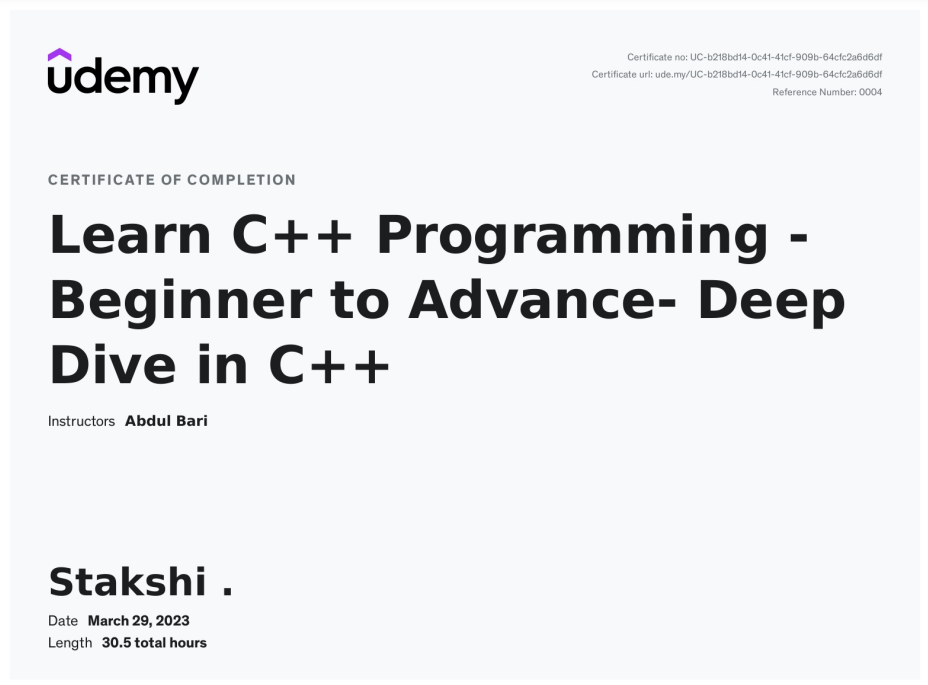 udemy
Certificate no: UC-b218bd14-0c41-41cf-909b-64cfc2a6d6df
Certificate url: ude.my/UC-b218bd14-0c41-41cf-909b-64cfc2a6d6df
Reference Number: 0004
CERTIFICATE OF COMPLETION
Learn C++ Programming -
Beginner to Advance- Deep
Dive in C++
Instructors Abdul Bari
Stakshi .
Date March 29, 2023
Length 30.5 total hours